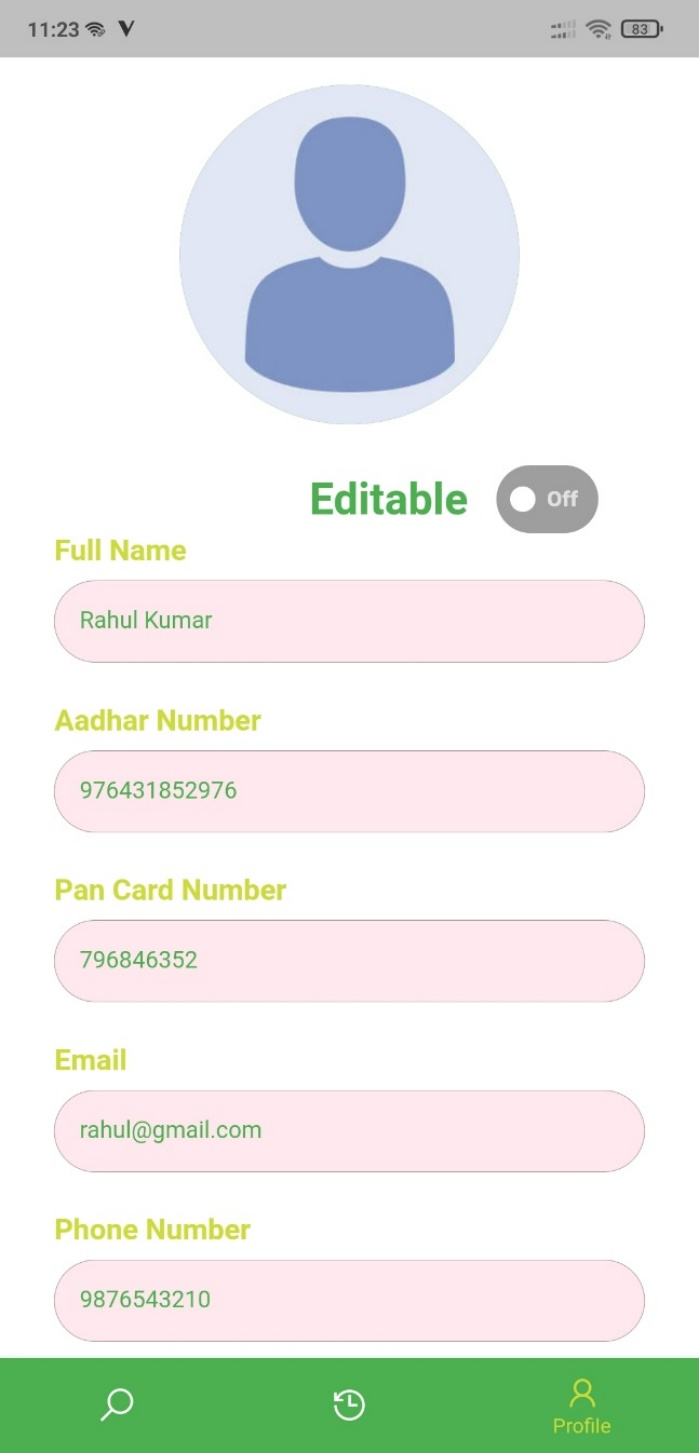 11:23
83
Editable
Off
Full Name
Rahul Kumar
Aadhar Number
976431852976
Pan Card Number
796846352
Email
rahul@gmail.com
Phone Number
9876543210
Profile